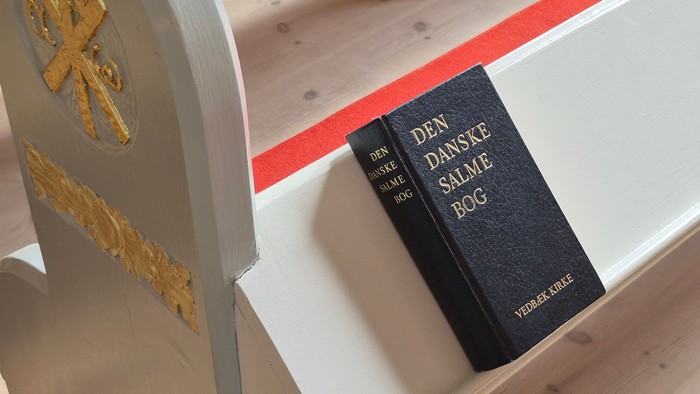 DEN
DANSKE
SALME
BOG
DEN
DANSKE
SALME
BOG
VEDBÆK KIRKE